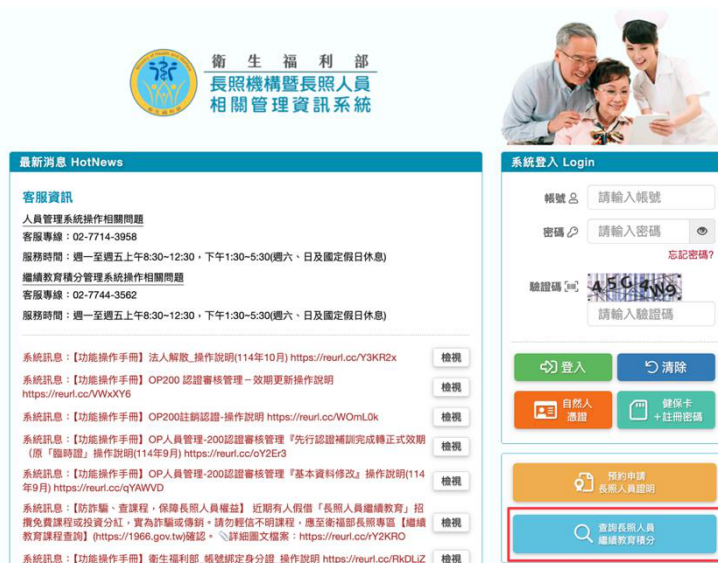 衛生福利部
長照機構暨長照人員
相關管理資訊系統
最新消息 HotNews
客服資訊
人員管理系統操作相關問題
客服專線：02-7714-3958
服務時間：週一至週五上午8:30~12:30，下午1:30~5:30(週六、日及國定假日休息)
繼續教育積分管理系統操作相關問題
客服專線：02-7744-3562
服務時間：週一至週五上午8:30~12:30，下午1:30~5:30(週六、日及國定假日休息)
系統訊息：【功能操作手冊】法人解散_操作說明(114年10月) https://reurl.cc/Y3KR2x
檢視
系統訊息：【功能操作手冊】OP200 認證審核管理－效期更新操作說明
https://reurl.cc/VWxXY6
檢視
系統訊息：【功能操作手冊】OP200註銷認證-操作說明 https://reurl.cc/WOmL0k
檢視
系統訊息：【功能操作手冊】OP人員管理-200認證審核管理『先行認證補訓完成轉正式效期
（原「臨時證」操作說明(114年9月) https://reurl.cc/oY2Er3
檢視
系統訊息：【功能操作手冊】OP人員管理-200認證審核管理『基本資料修改』操作說明(114
年9月) https://reurl.cc/qYAWVD
檢視
系統訊息：【防詐騙、查課程，保障長照人員權益】 近期有人假借「長照人員繼續教育」招
攬免費課程或投資分紅，實為詐騙或傳銷。請勿輕信不明課程，應至衛福部長照專區【繼續
教育課程查詢】(https://1966.gov.tw)確認。 詳細圖文檔案：https://reurl.cc/rY2KRO
檢視
系統訊息：【功能操作手冊】衛生福利部_帳號綁定身分證_操作說明 https://reurl.cc/RkDLjZ
檢視
系統登入 Login
帳號
請輸入帳號
密碼
請輸入密碼
忘記密碼?
驗證碼
45G4W9
請輸入驗證碼
登入
清除
自然人
憑證
健保卡
+註冊密碼
預約申請
長照人員證明
查詢長照人員
繼續教育積分